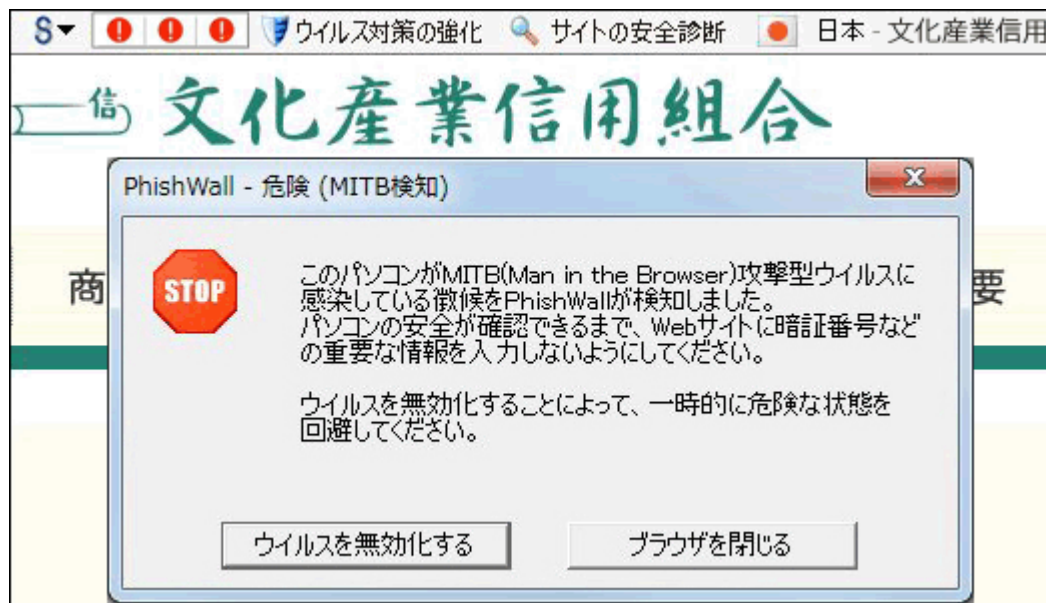 S ウイルス対策の強化 サイトの安全診断 日本 - 文化産業信用
信 文化産業信用組合
PhishWall - 危険 (MITB検知)
商 要
STOP
このパソコンがMITB(Man in the Browser)攻撃型ウイルスに
感染している徴候をPhishWallが検知しました。
パソコンの安全が確認できるまで、Webサイトに暗証番号など
の重要な情報を入力しないようにしてください。
ウイルスを無効化することによって、一時的に危険な状態を
回避してください。
ウイルスを無効化する ブラウザを閉じる